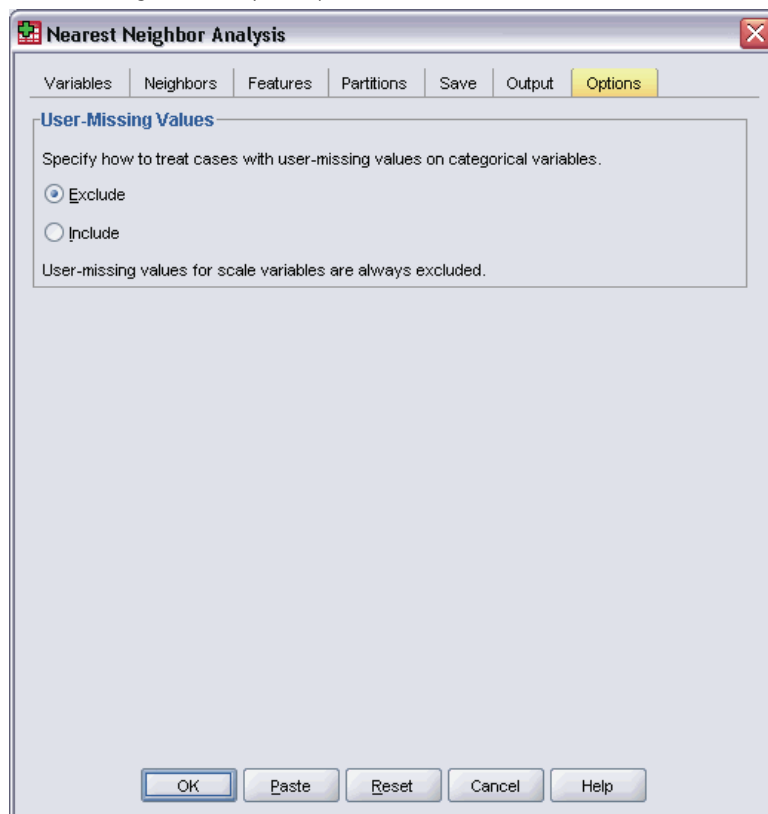 Nearest Neighbor Analysis
Variables Neighbors Features Partitions Save Output Options
User-Missing Values
Specify how to treat cases with user-missing values on categorical variables.
Exclude
Include
User-missing values for scale variables are always excluded.
OK Paste Reset Cancel Help